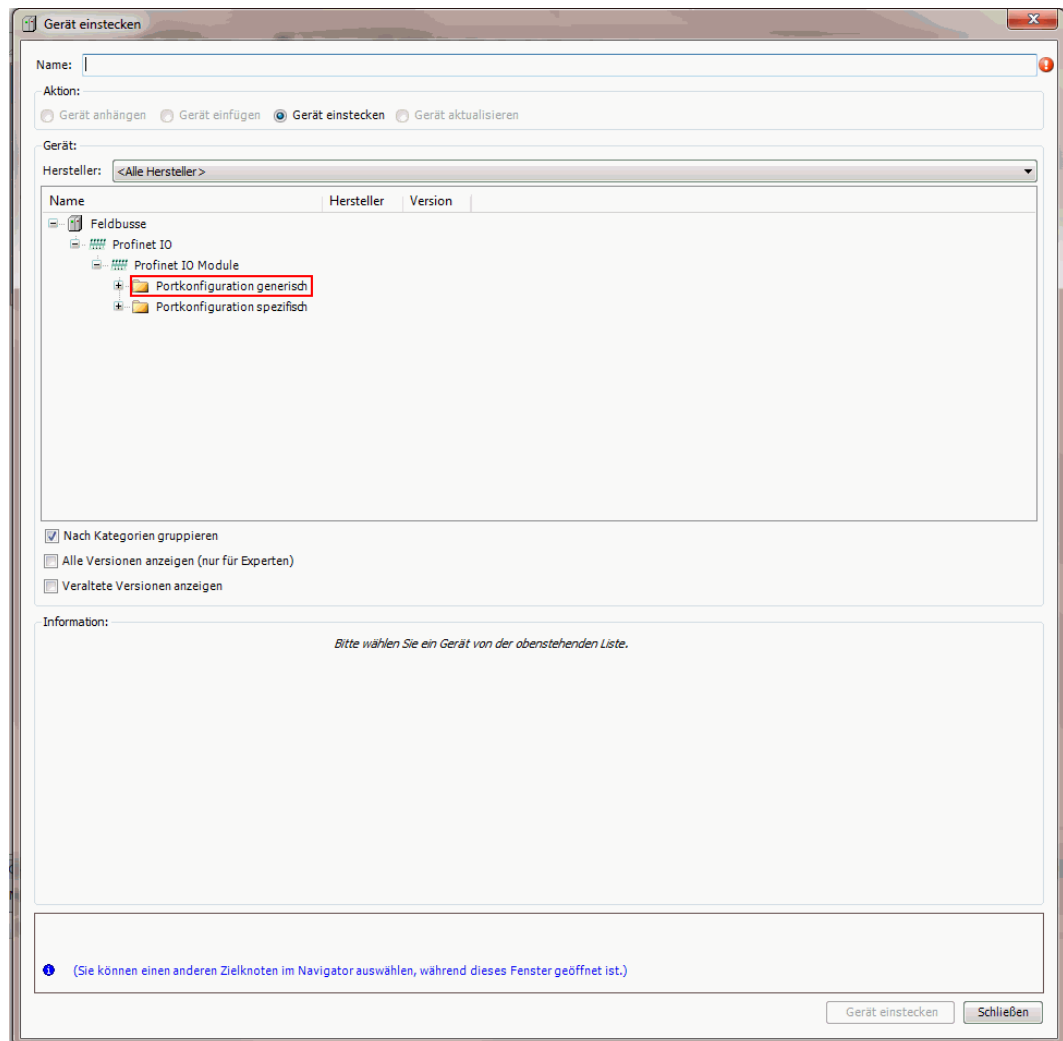 Gerät einstecken
Name:
Aktion:
Gerät anhängen Gerät einfügen Gerät einstecken Gerät aktualisieren
Gerät:
Hersteller: <Alle Hersteller>
Name Hersteller Version
Feldbusse
Profinet IO
Profinet IO Module
Portkonfiguration generisch
Portkonfiguration spezifisch
Nach Kategorien gruppieren
Alle Versionen anzeigen (nur für Experten)
Veraltete Versionen anzeigen
Information:
Bitte wählen Sie ein Gerät von der obenstehenden Liste.
(Sie können einen anderen Zielknoten im Navigator auswählen, während dieses Fenster geöffnet ist.)
Gerät einstecken Schließen